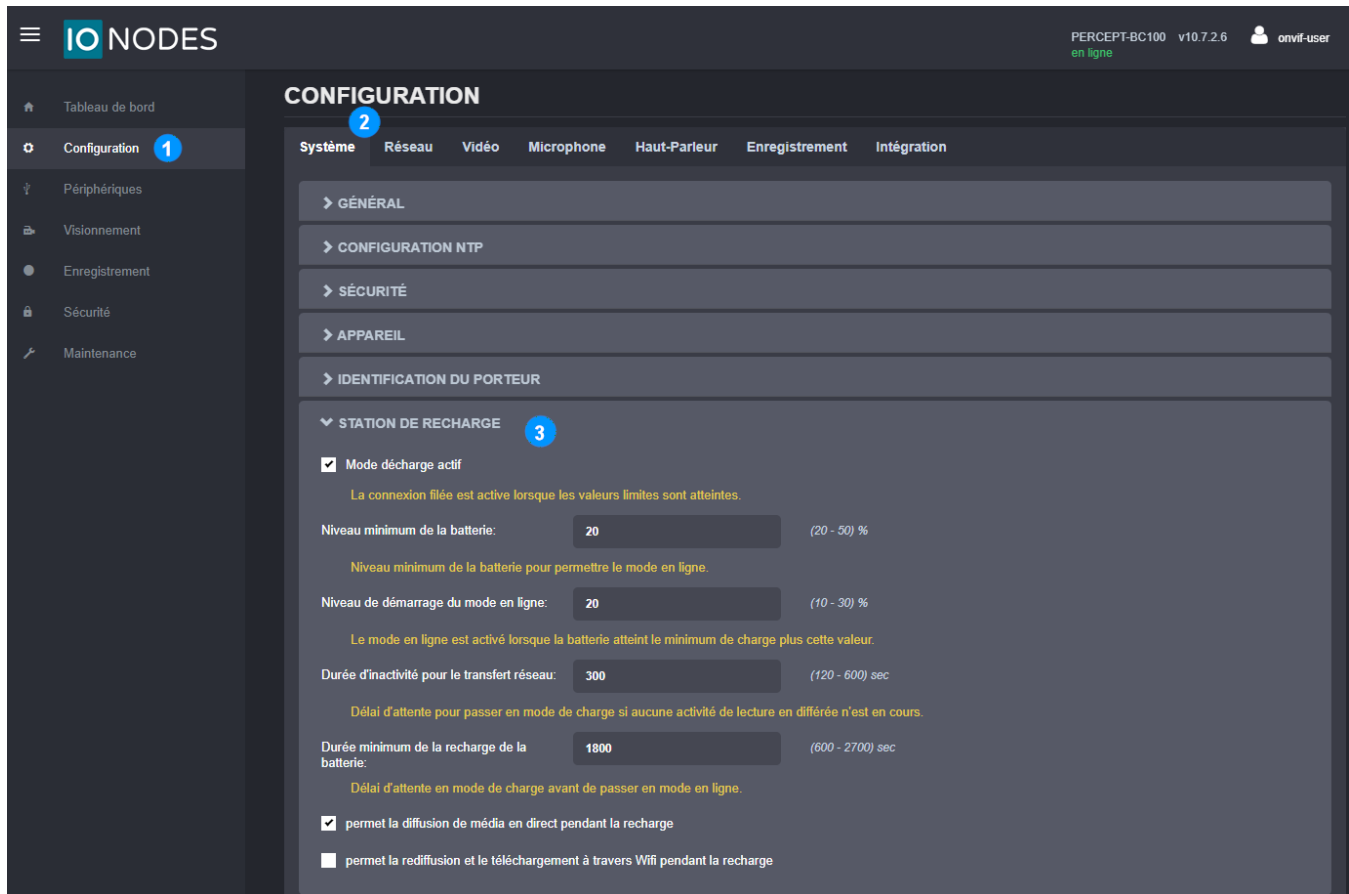 IONODES
PERCEPT-BC100 v10.7.2.6 onvif-user
en ligne
Tableau de bord
Configuration 1
Périphériques
Visionnement
Enregistrement
Sécurité
Maintenance
CONFIGURATION
2
Système Réseau Vidéo Microphone Haut-Parleur Enregistrement Intégration
GÉNÉRAL
CONFIGURATION NTP
SÉCURITÉ
APPAREIL
IDENTIFICATION DU PORTEUR
STATION DE RECHARGE 3
Mode décharge actif
La connexion filée est active lorsque les valeurs limites sont atteintes.
Niveau minimum de la batterie: 20 (20 - 50) %
Niveau minimum de la batterie pour permettre le mode en ligne.
Niveau de démarrage du mode en ligne: 20 (10 - 30) %
Le mode en ligne est activé lorsque la batterie atteint le minimum de charge plus cette valeur.
Durée d'inactivité pour le transfert réseau: 300 (120 - 600) sec
Délai d'attente pour passer en mode de charge si aucune activité de lecture en différée n'est en cours.
Durée minimum de la recharge de la
batterie: 1800 (600 - 2700) sec
Délai d'attente en mode de charge avant de passer en mode en ligne.
permet la diffusion de média en direct pendant la recharge
permet la rediffusion et le téléchargement à travers Wifi pendant la recharge